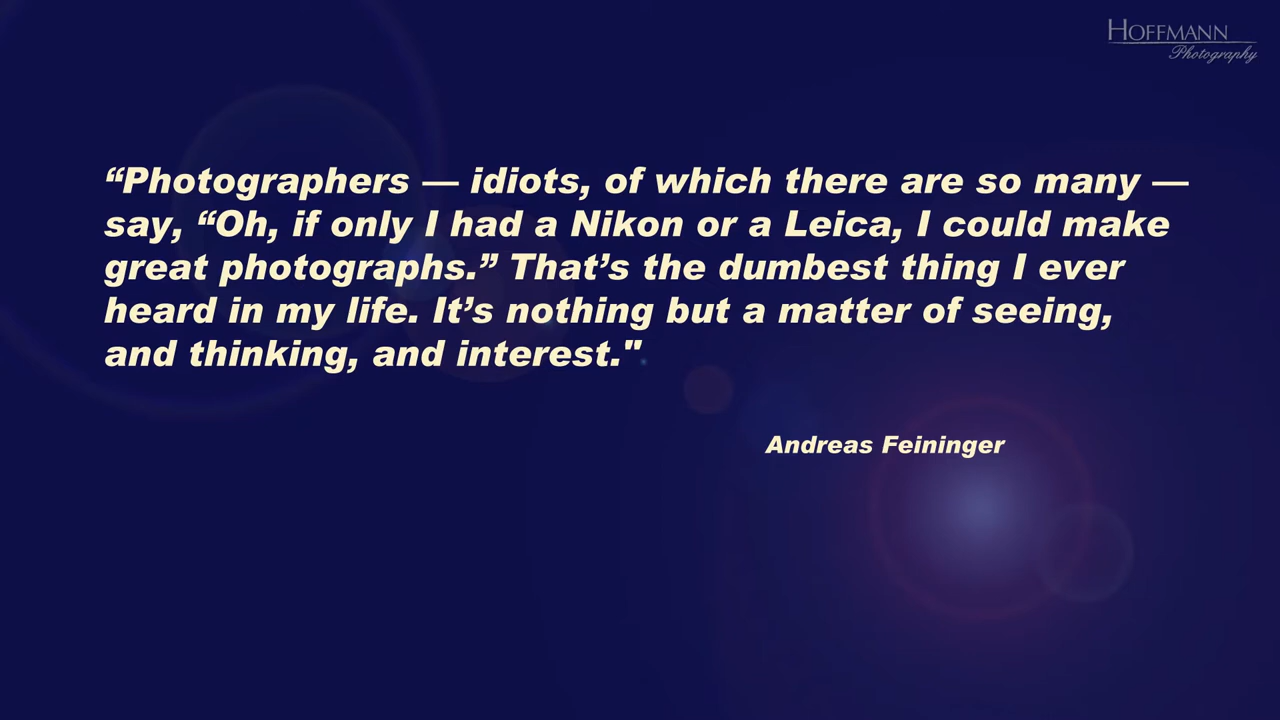 HOFFMANN
Photography
“Photographers — idiots, of which there are so many —
say, “Oh, if only I had a Nikon or a Leica, I could make
great photographs.” That’s the dumbest thing I ever
heard in my life. It’s nothing but a matter of seeing,
and thinking, and interest."
Andreas Feininger